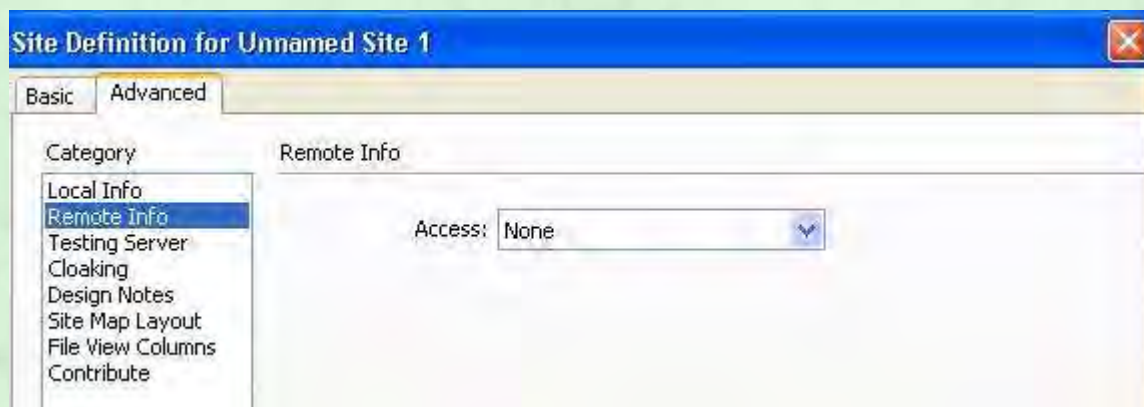 Site Definition for Unnamed Site 1
Basic
Advanced
Category
Remote Info
Local Info
Remote Info
Testing Server
Cloaking
Design Notes
Site Map Layout
File View Columns
Contribute
Access: None